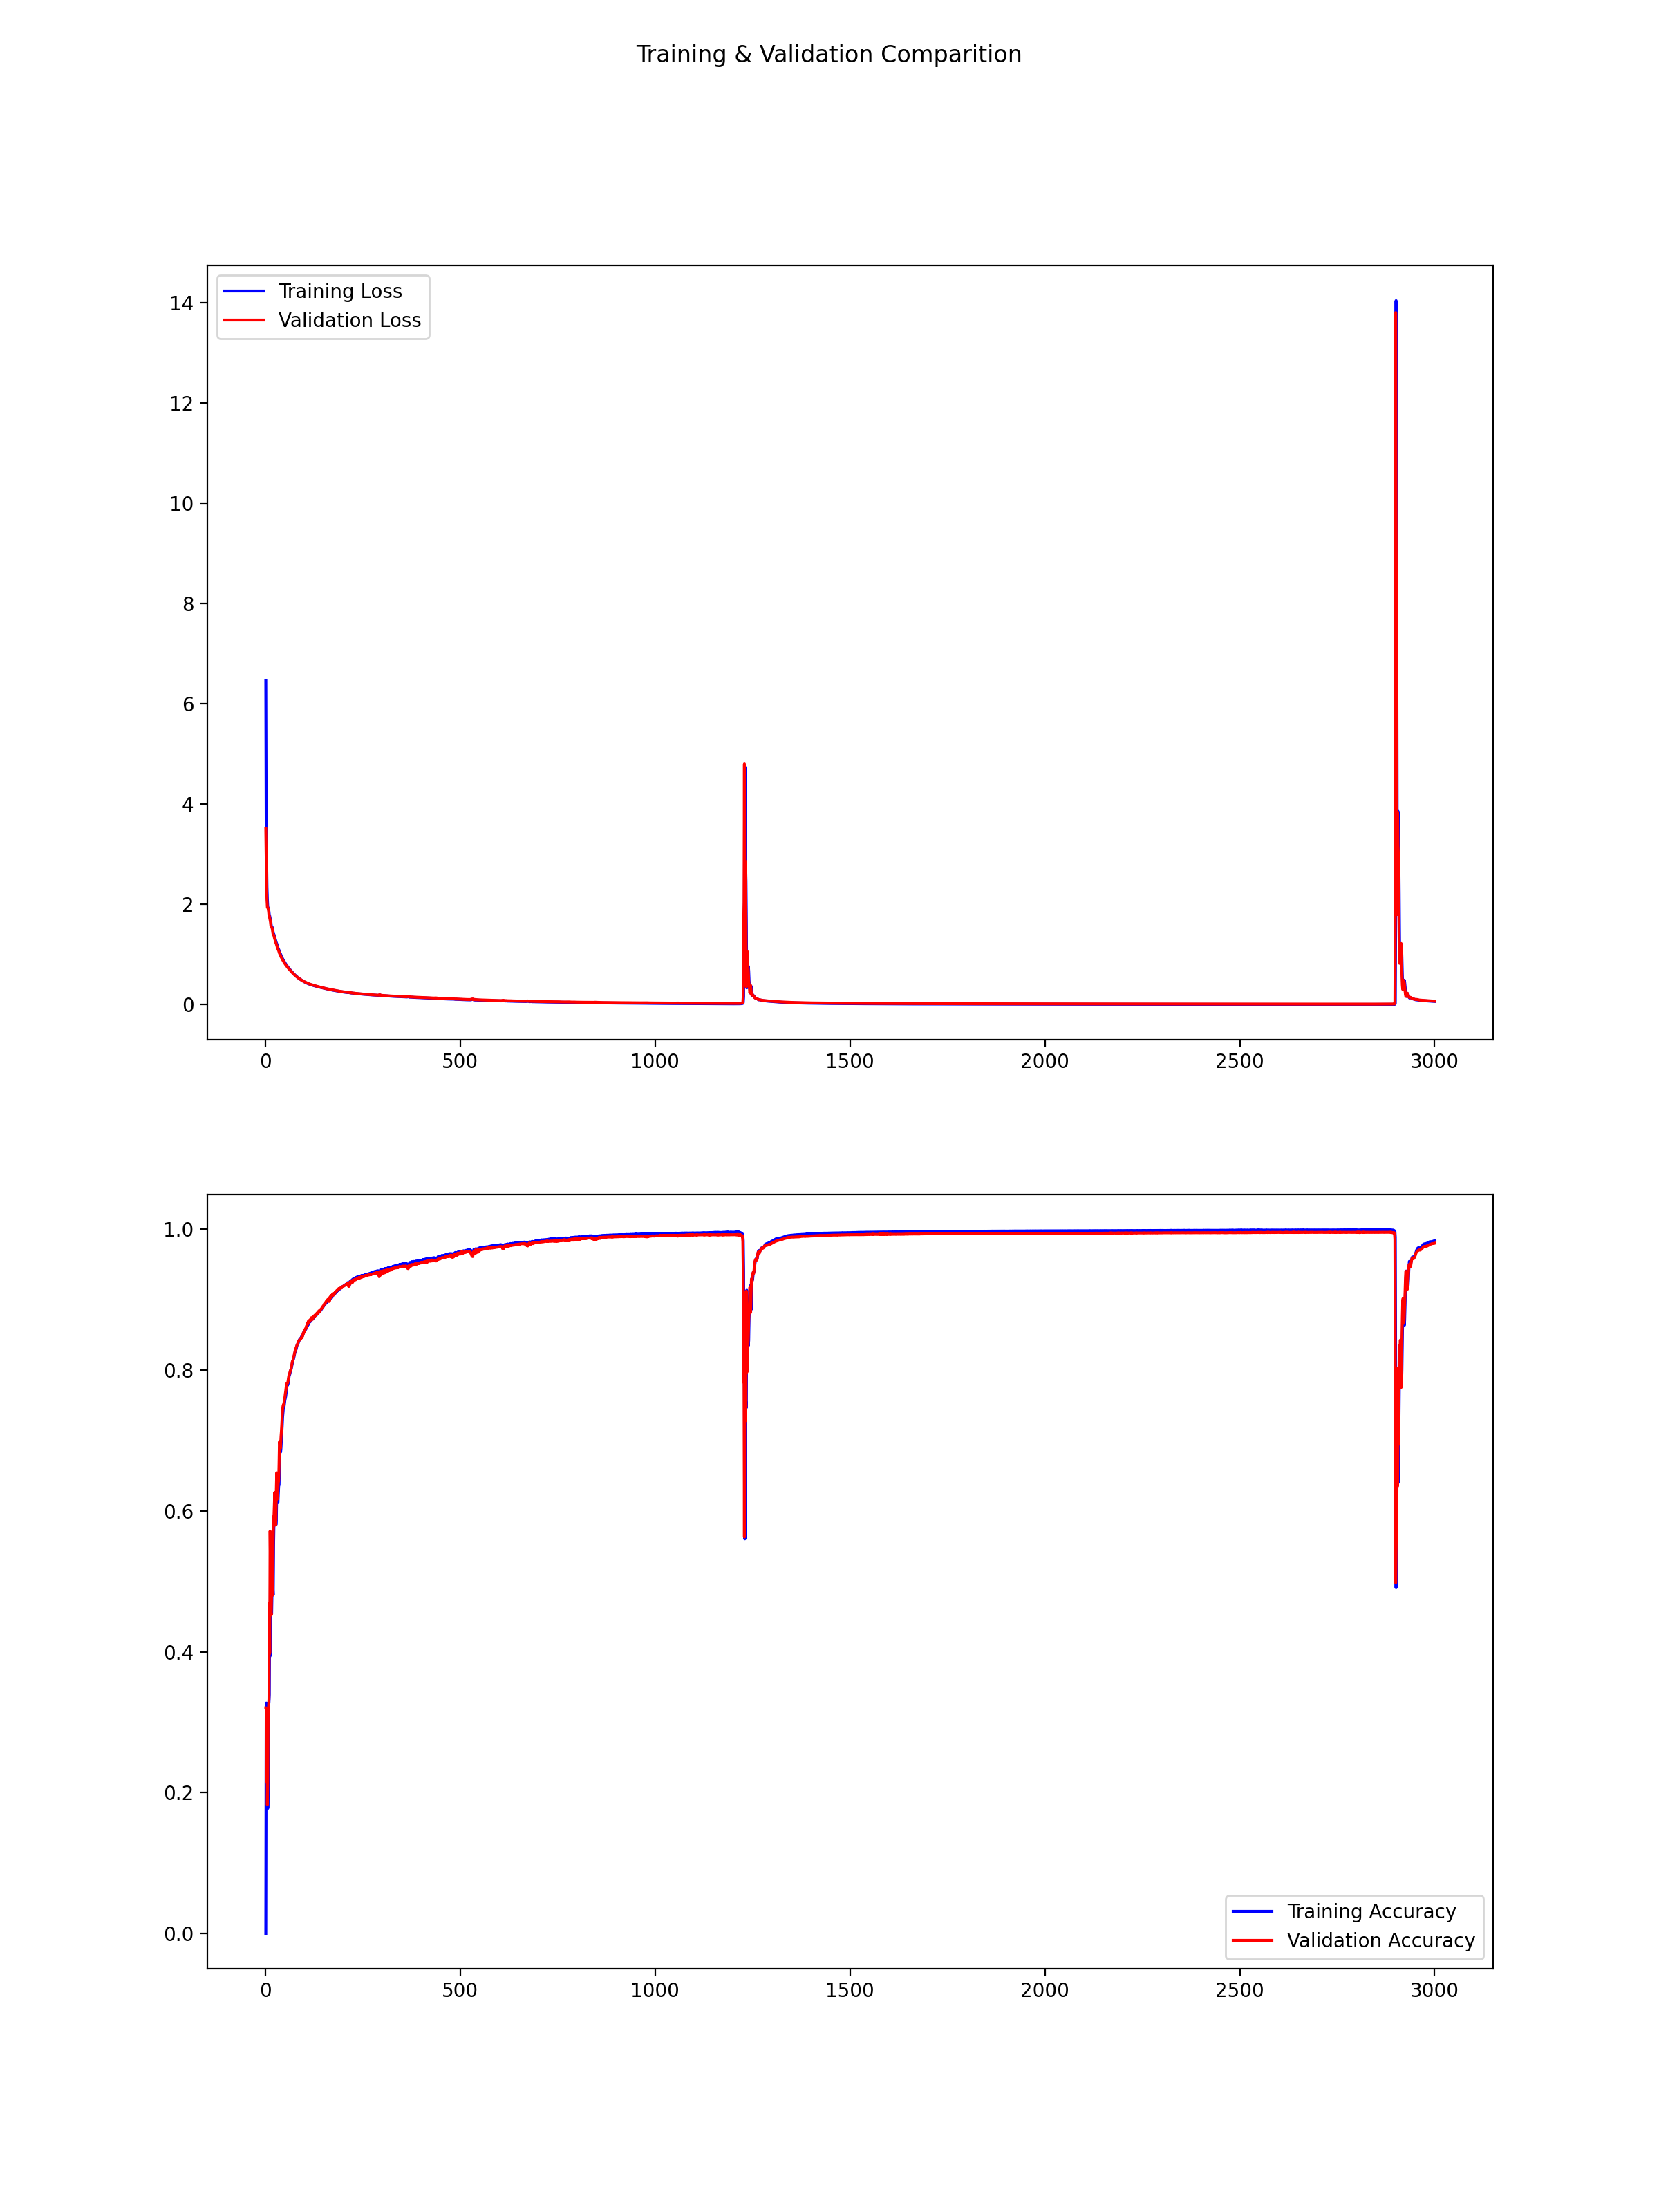 Training & Validation Comparition
Training Loss
Validation Loss
14
12
10
8
6
4
2
0
0 500 1000 1500 2000 2500 3000
1.0
0.8
0.6
0.4
0.2
0.0
Training Accuracy
Validation Accuracy
0 500 1000 1500 2000 2500 3000